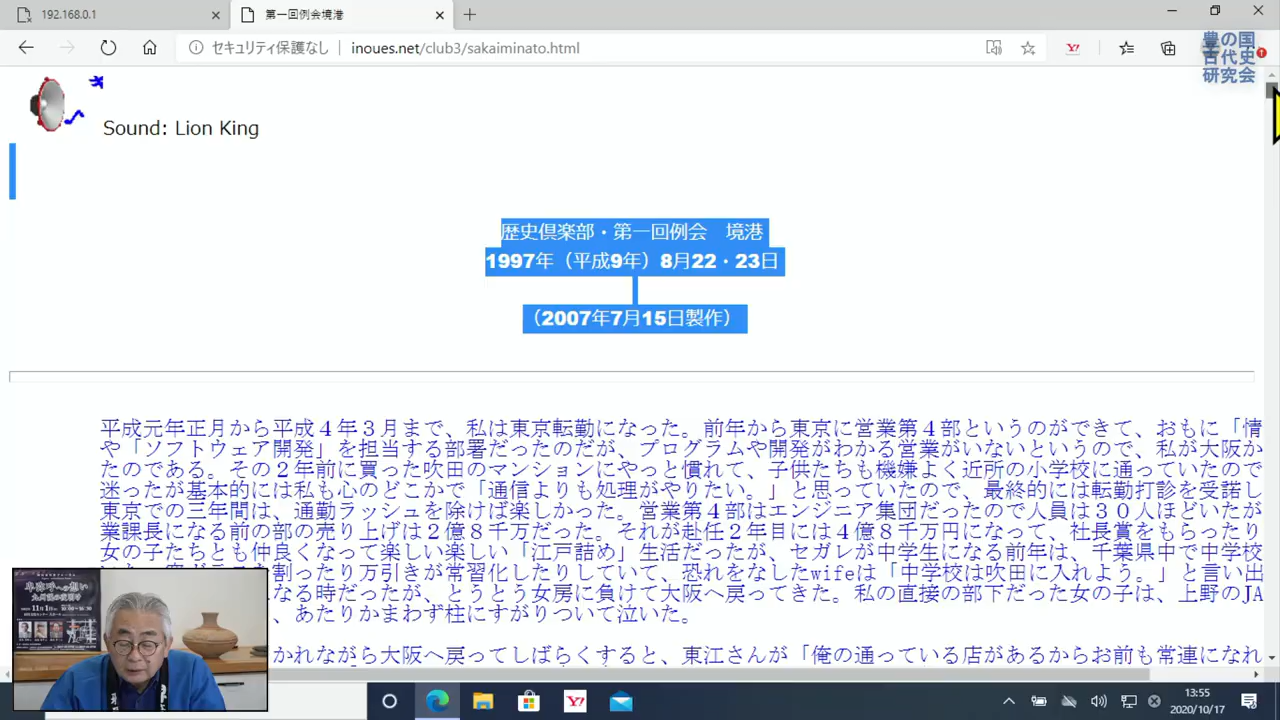 192.168.0.1
第一回例会境港
セキュリティ保護なし
inoues.net/club3/sakaiminato.html
豊の国
古代史
研究会
Sound: Lion King
歴史倶楽部・第一回例会　境港
1997年（平成9年）8月22・23日
（2007年7月15日製作）
平成元年正月から平成４年３月まで、私は東京転勤になった。前年から東京に営業第４部というのができて、おもに「情
や「ソフトウェア開発」を担当する部署だったのだが、プログラムや開発がわかる営業がいないというので、私が大阪か
たのである。その２年前に買った吹田のマンションにやっと慣れて、子供たちも機嫌よく近所の小学校に通っていたので
迷ったが基本的には私も心のどこかで「通信よりも処理がやりたい。」と思っていたので、最終的には転勤打診を受諾し
東京での三年間は、通勤ラッシュを除けば楽しかった。営業第４部はエンジニア集団だったので人員は３０人ほどいたが
業課長になる前の部の売り上げは２億８千万だった。それが赴任２年目には４億８千万円になって、社長賞をもらったり
女の子たちとも仲良くなって楽しい楽しい「江戸詰め」生活だったが、セガレが中学生になる前年は、千葉県中で中学校
割ったり万引きが常習化したりしていて、恐れをなしたwifeは「中学校は吹田に入れよう。」と言い出
なる時だったが、とうとう女房に負けて大阪へ戻ってきた。私の直接の部下だった女の子は、上野のJA
、あたりかまわず柱にすがりついて泣いた。
かれながら大阪へ戻ってしばらくすると、東江さんが「俺の通っている店があるからお前も常連になれ
卑弥呼への想い
11月1日
13:55
2020/10/17